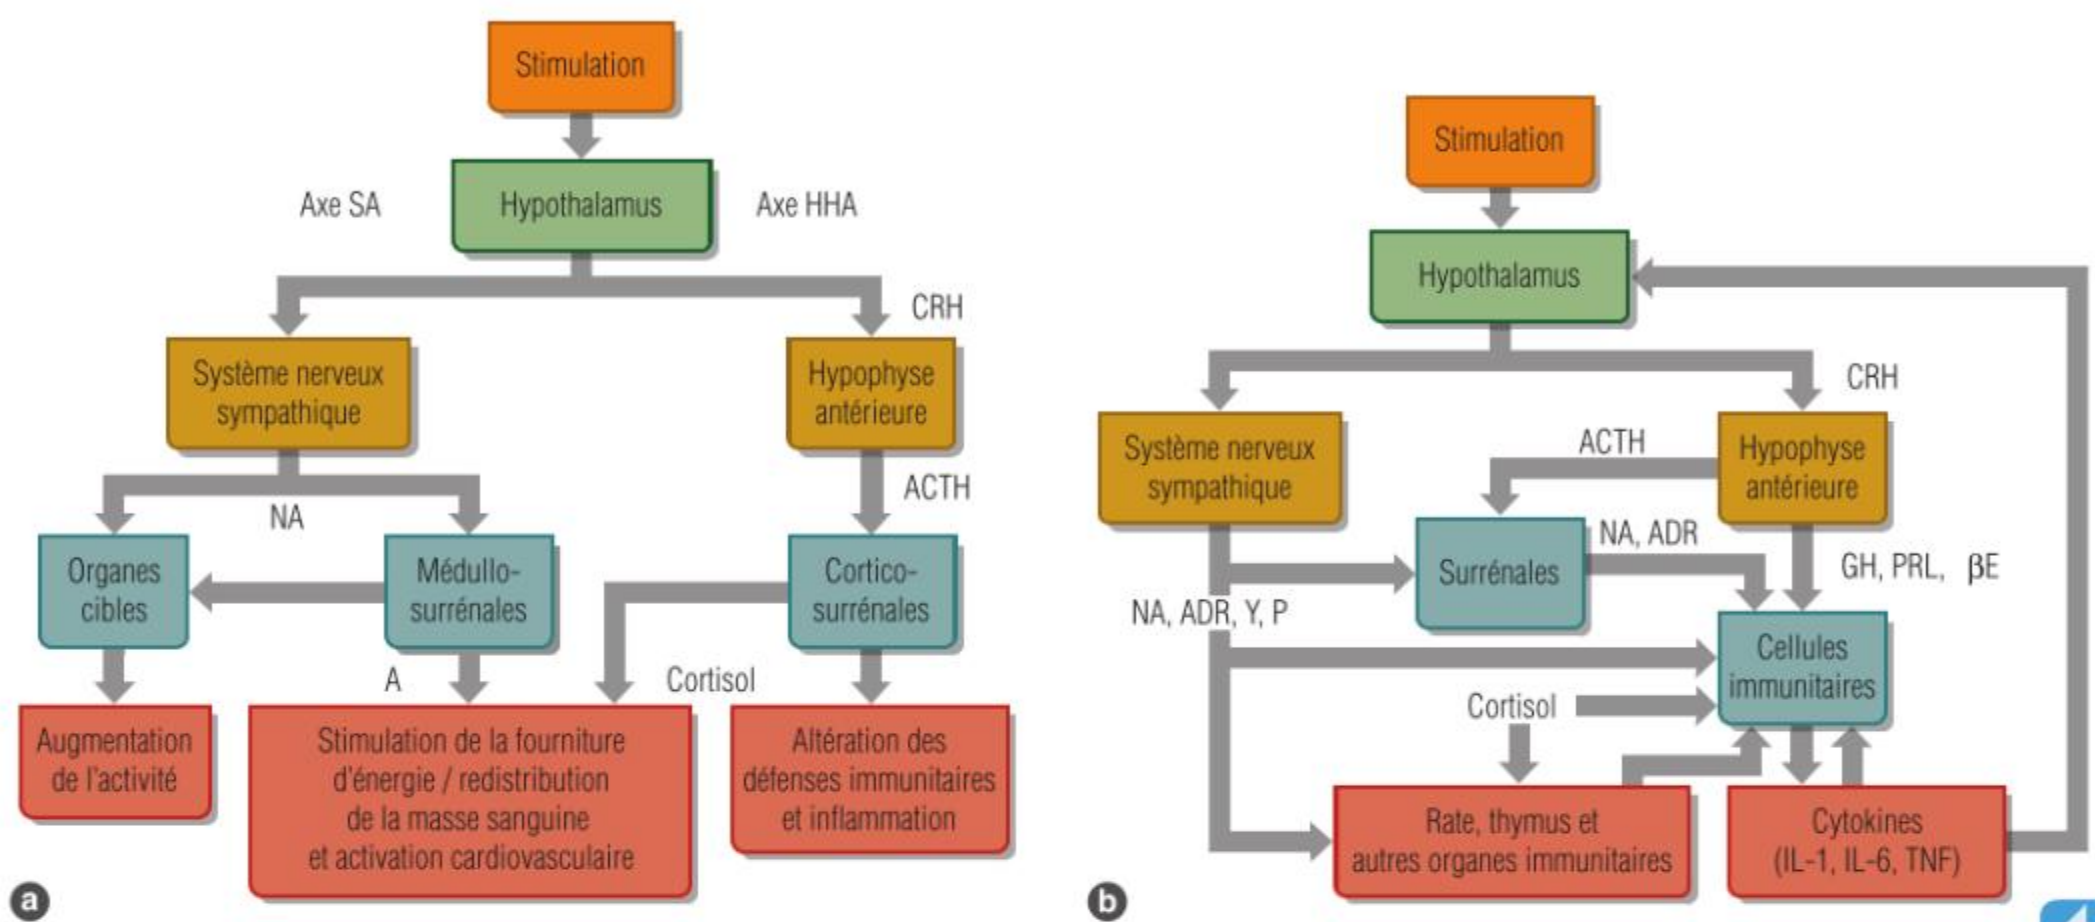 Stimulation
Axe SA
Hypothalamus
Axe HHA
CRH
Système nerveux
sympathique
Hypophyse
antérieure
NA
ACTH
Organes
cibles
Médullo-
surrénales
Cortico-
surrénales
A
Cortisol
Augmentation
de l'activité
Stimulation de la fourniture
d'énergie / redistribution
de la masse sanguine
et activation cardiovasculaire
Altération des
défenses immunitaires
et inflammation
a
Stimulation
Hypothalamus
CRH
Système nerveux
sympathique
ACTH
Hypophyse
antérieure
Surrénales
NA, ADR
GH, PRL, βE
NA, ADR, Y, P
Cellules
immunitaires
Cortisol
Rate, thymus et
autres organes immunitaires
Cytokines
(IL-1, IL-6, TNF)
b